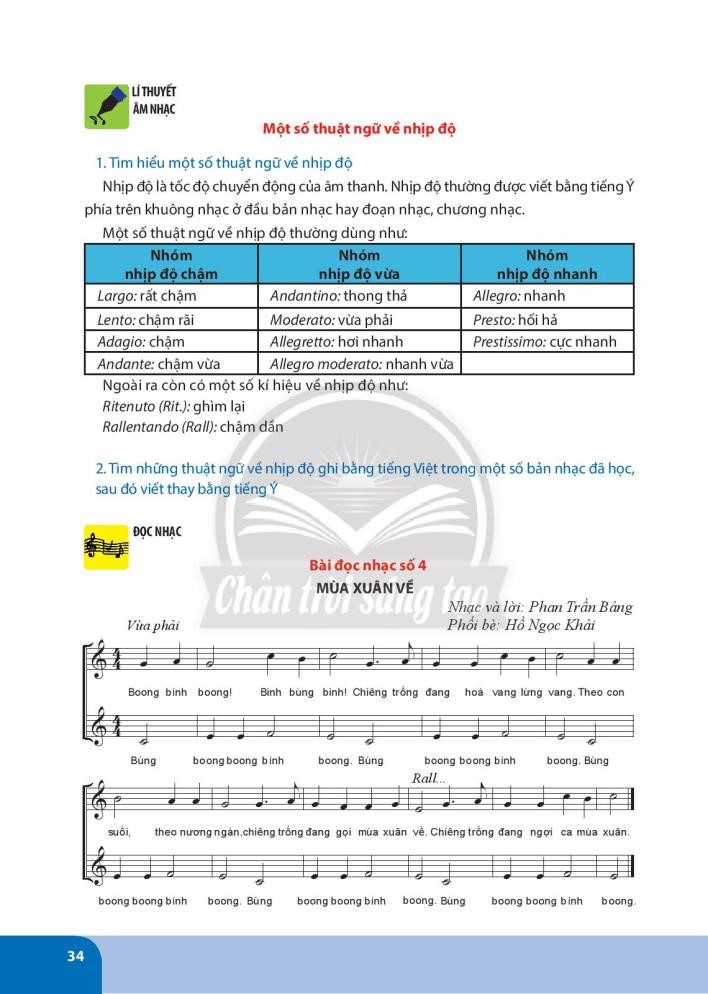 LÍ THUYẾT
ÂM NHẠC
Một số thuật ngữ về nhịp độ
1. Tìm hiểu một số thuật ngữ về nhịp độ
Nhịp độ là tốc độ chuyển động của âm thanh. Nhịp độ thường được viết bằng tiếng Ý
phía trên khuông nhạc ở đầu bản nhạc hay đoạn nhạc, chương nhạc.
Một số thuật ngữ về nhịp độ thường dùng như:
Nhóm Nhóm Nhóm
nhịp độ chậm nhịp độ vừa nhịp độ nhanh
Largo: rất chậm Andantino: thong thả Allegro: nhanh
Lento: chậm rãi Moderato: vừa phải Presto: hối hả
Adagio: chậm Allegretto: hơi nhanh Prestissimo: cực nhanh
Andante: chậm vừa Allegro moderato: nhanh vừa
Ngoài ra còn có một số kí hiệu về nhịp độ như:
Ritenuto (Rit.): ghìm lại
Rallentando (Rall): chậm dần
2. Tìm những thuật ngữ về nhịp độ ghi bằng tiếng Việt trong một số bản nhạc đã học,
sau đó viết thay bằng tiếng Ý
ĐỌC NHẠC
Bài đọc nhạc số 4
Chân trời sáng tạo
MÙA XUÂN VỀ
Nhạc và lời: Phan Trần Bảng
Vừa phải Phối bè: Hồ Ngọc Khải
Boong binh boong! Binh bùng binh! Chiêng trống đang hoà vang lừng vang. Theo con
Bùng boong boong binh boong. Bùng boong boong binh boong. Bùng
Rall...
suối, theo nương ngàn, chiêng trống đang gọi mùa xuân về. Chiêng trống đang ngợi ca mùa xuân.
boong boong binh boong. Bùng boong boong binh boong. Bùng boong boong binh boong.
34